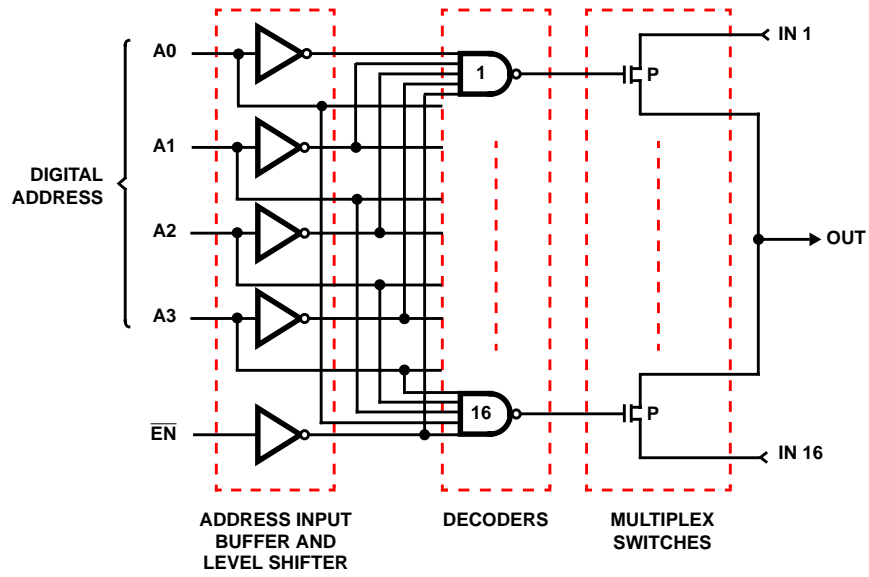 A0
IN 1
1
P
A1
DIGITAL
ADDRESS
A2
OUT
A3
16
P
EN
IN 16
ADDRESS INPUT
BUFFER AND
LEVEL SHIFTER
DECODERS
MULTIPLEX
SWITCHES